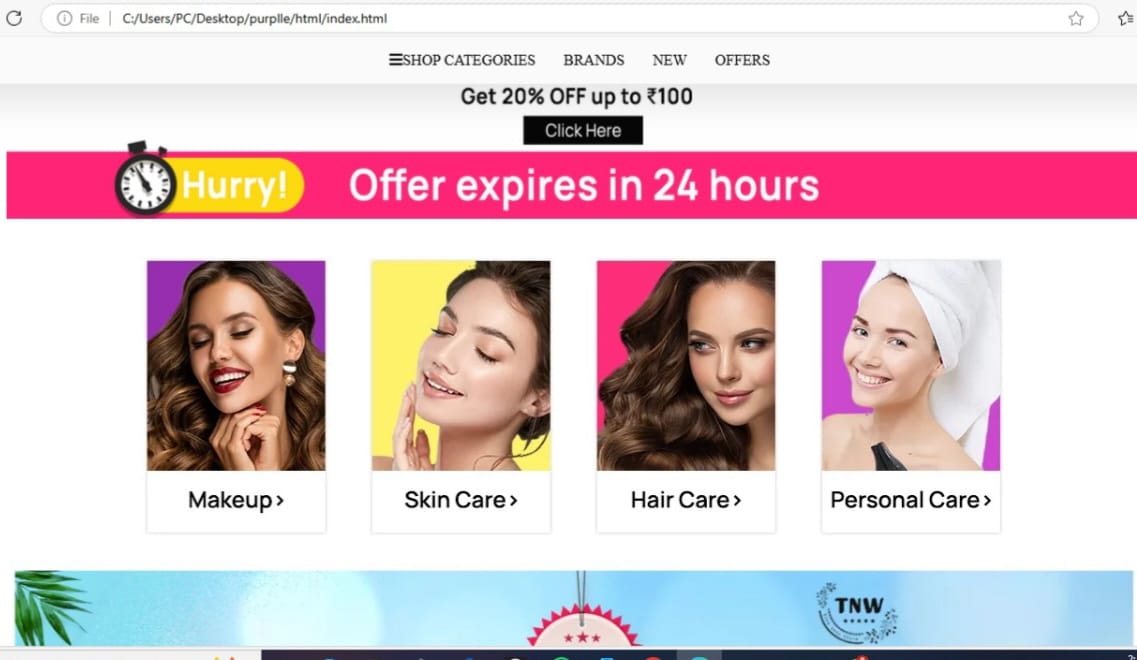 File C:/Users/PC/Desktop/purplle/html/index.html
SHOP CATEGORIES BRANDS NEW OFFERS
Get 20% OFF up to ₹100
Click Here
Hurry! Offer expires in 24 hours
Makeup> Skin Care> Hair Care> Personal Care>
TNW